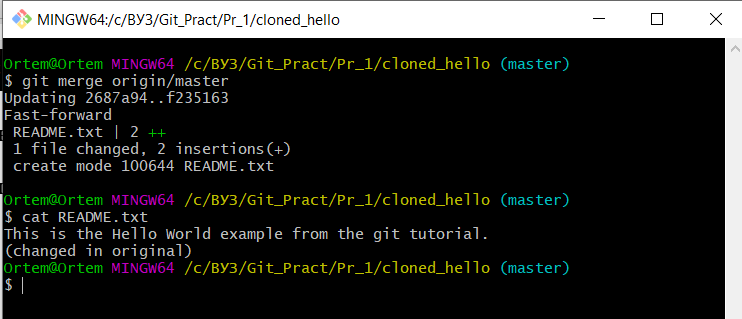 MINGW64:/c/ВУЗ/Git_Pract/Pr_1/cloned_hello
Ortem@Ortem MINGW64 /c/ВУЗ/Git_Pract/Pr_1/cloned_hello (master)
$ git merge origin/master
Updating 2687a94..f235163
Fast-forward
 README.txt | 2 ++
 1 file changed, 2 insertions(+)
 create mode 100644 README.txt
Ortem@Ortem MINGW64 /c/ВУЗ/Git_Pract/Pr_1/cloned_hello (master)
$ cat README.txt
This is the Hello World example from the git tutorial.
(changed in original)
Ortem@Ortem MINGW64 /c/ВУЗ/Git_Pract/Pr_1/cloned_hello (master)
$